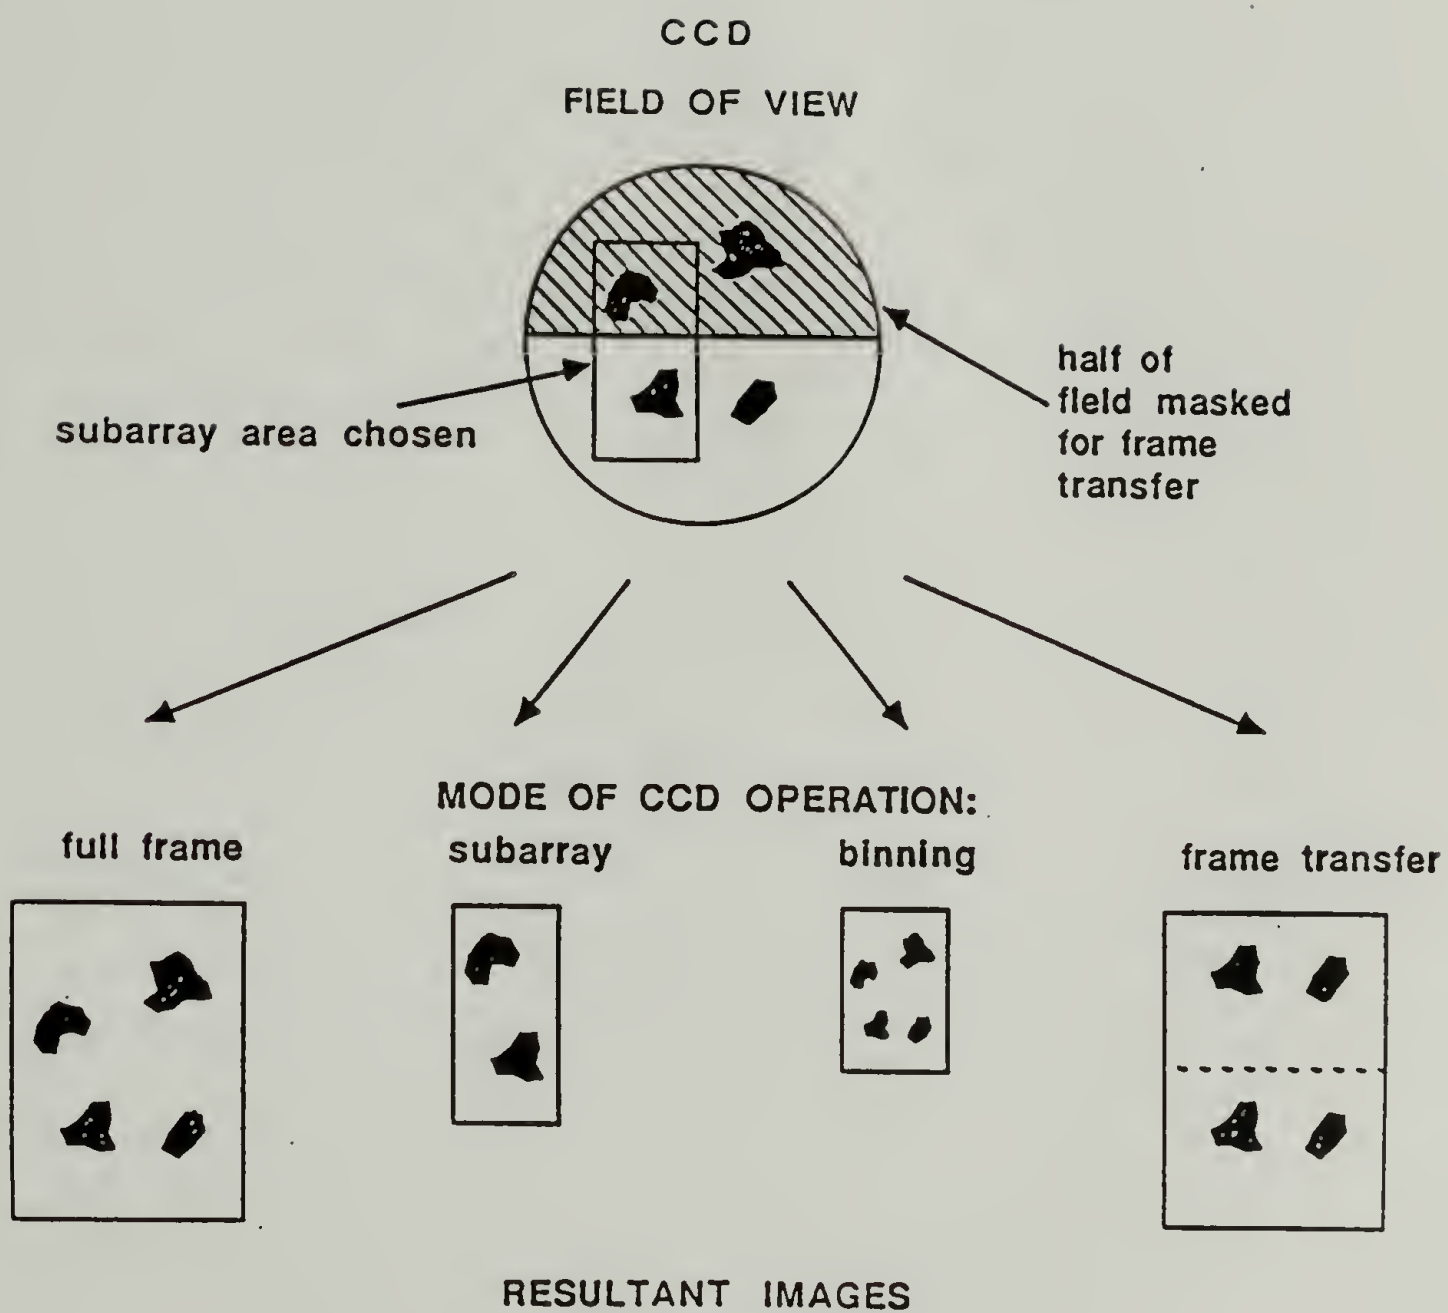 CCD
FIELD OF VIEW
subarray area chosen
half of
field masked
for frame
transfer
MODE OF CCD OPERATION:
full frame
subarray
binning
frame transfer
RESULTANT IMAGES